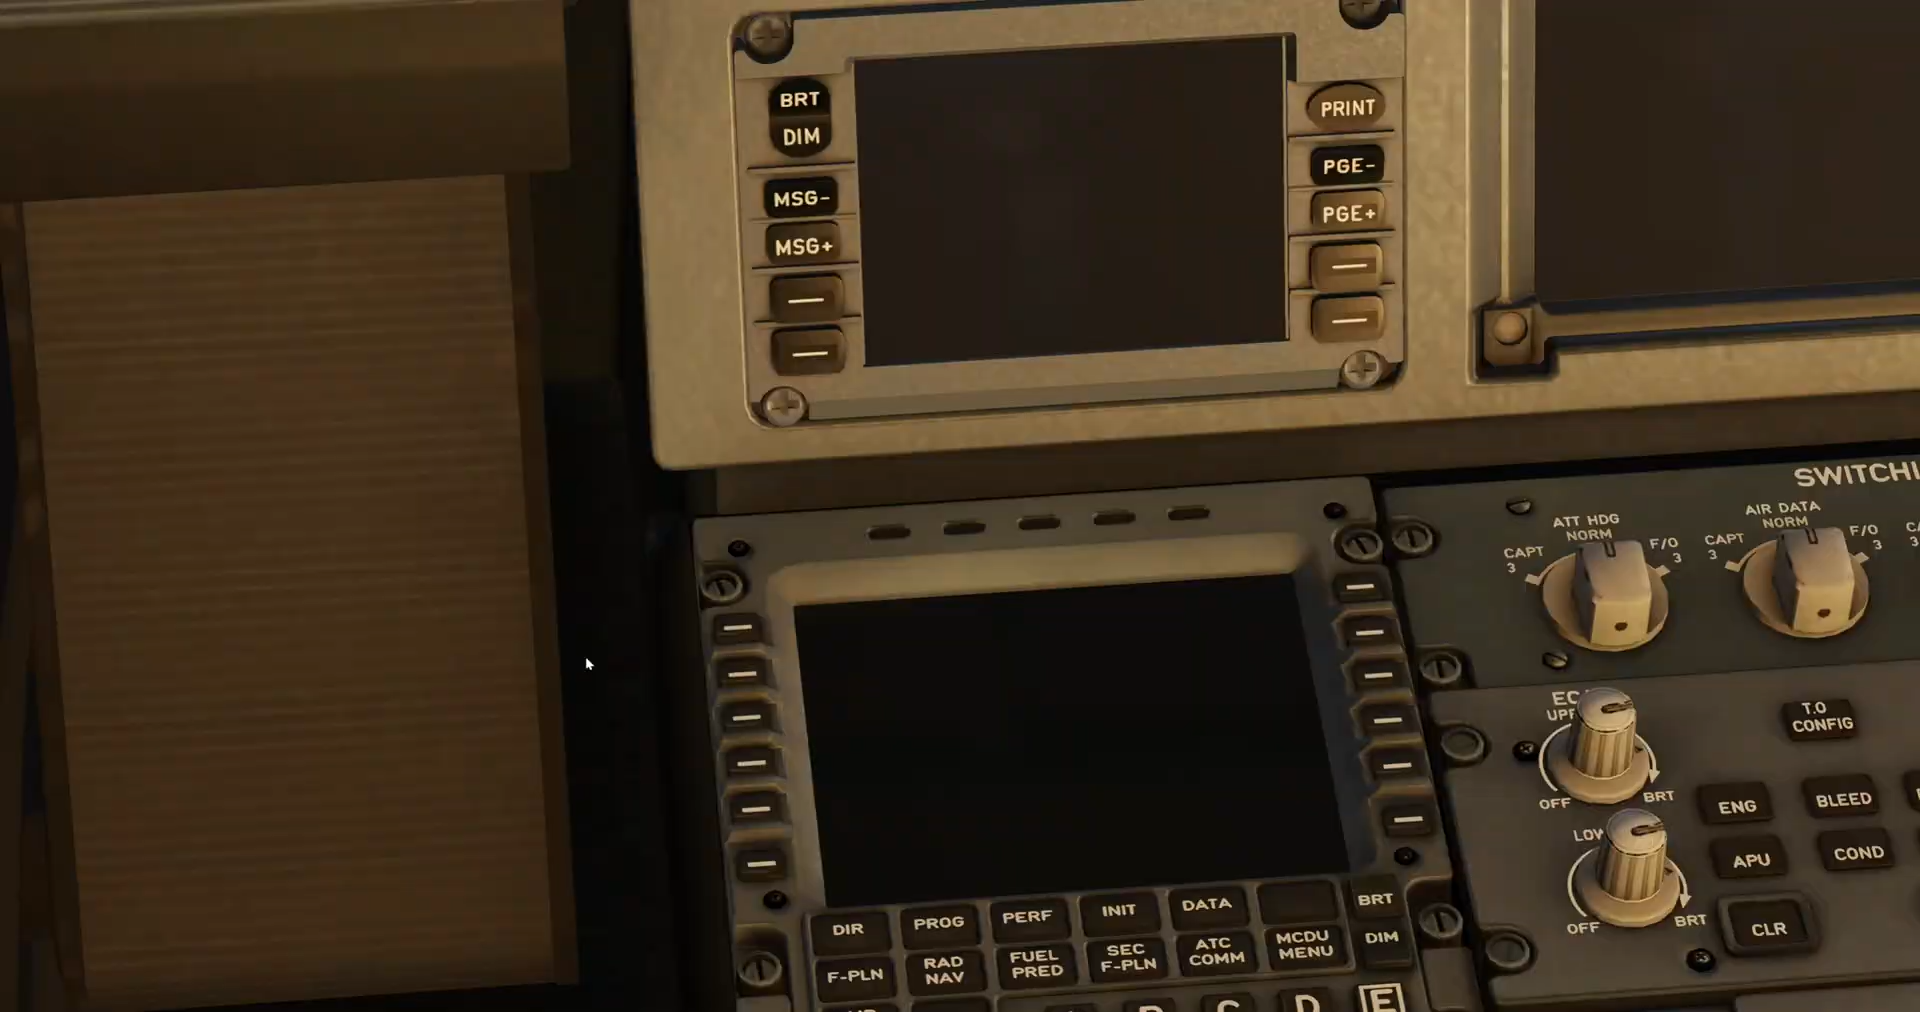 BRT
DIM
MSG-
MSG+
PRINT
PGE-
PGE+
ATT HDG
NORM
CAPT
3
F/O
3
AIR DATA
NORM
CAPT
3
F/O
3
OFF
BRT
OFF
BRT
T.O
CONFIG
ENG
BLEED
APU
COND
CLR
DIR
PROG
PERF
INIT
DATA
BRT
DIM
F-PLN
RAD
NAV
FUEL
PRED
SEC
F-PLN
ATC
COMM
MCDU
MENU
C
D
E